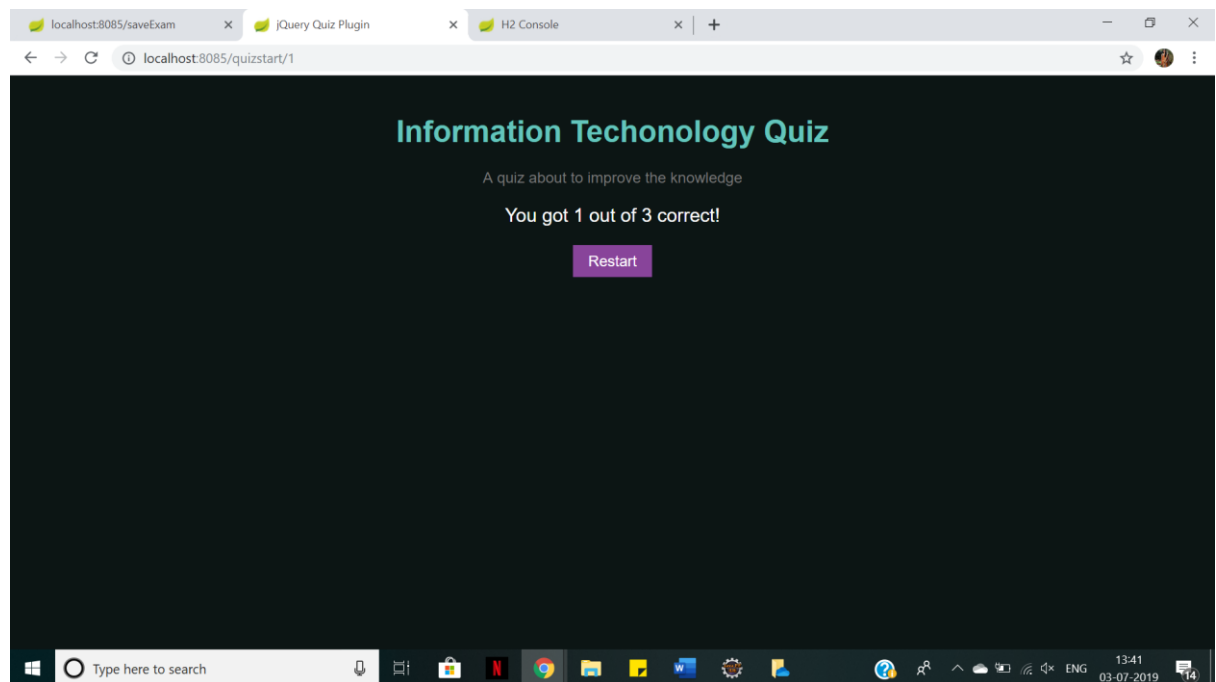 localhost:8085/saveExam
jQuery Quiz Plugin
H2 Console
localhost:8085/quizstart/1
Information Techonology Quiz
A quiz about to improve the knowledge
You got 1 out of 3 correct!
Restart
Type here to search
ENG
13:41
03-07-2019
14